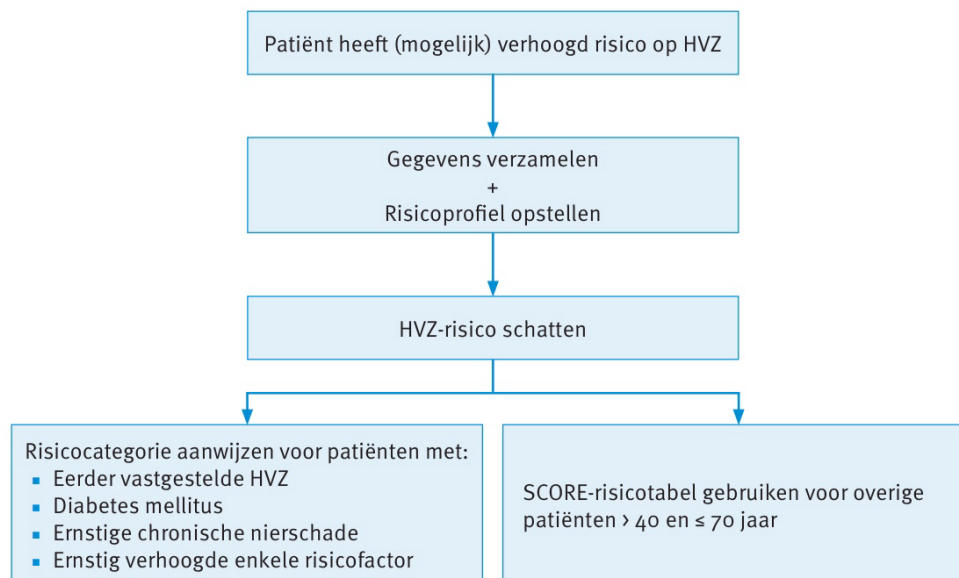 Patiënt heeft (mogelijk) verhoogd risico op HVZ
Gegevens verzamelen
+
Risicoprofiel opstellen
HVZ-risico schatten
Risicocategorie aanwijzen voor patiënten met:
▪ Eerder vastgestelde HVZ
▪ Diabetes mellitus
▪ Ernstige chronische nierschade
▪ Ernstig verhoogde enkele risicofactor
SCORE-risicotabel gebruiken voor overige
patiënten > 40 en ≤ 70 jaar